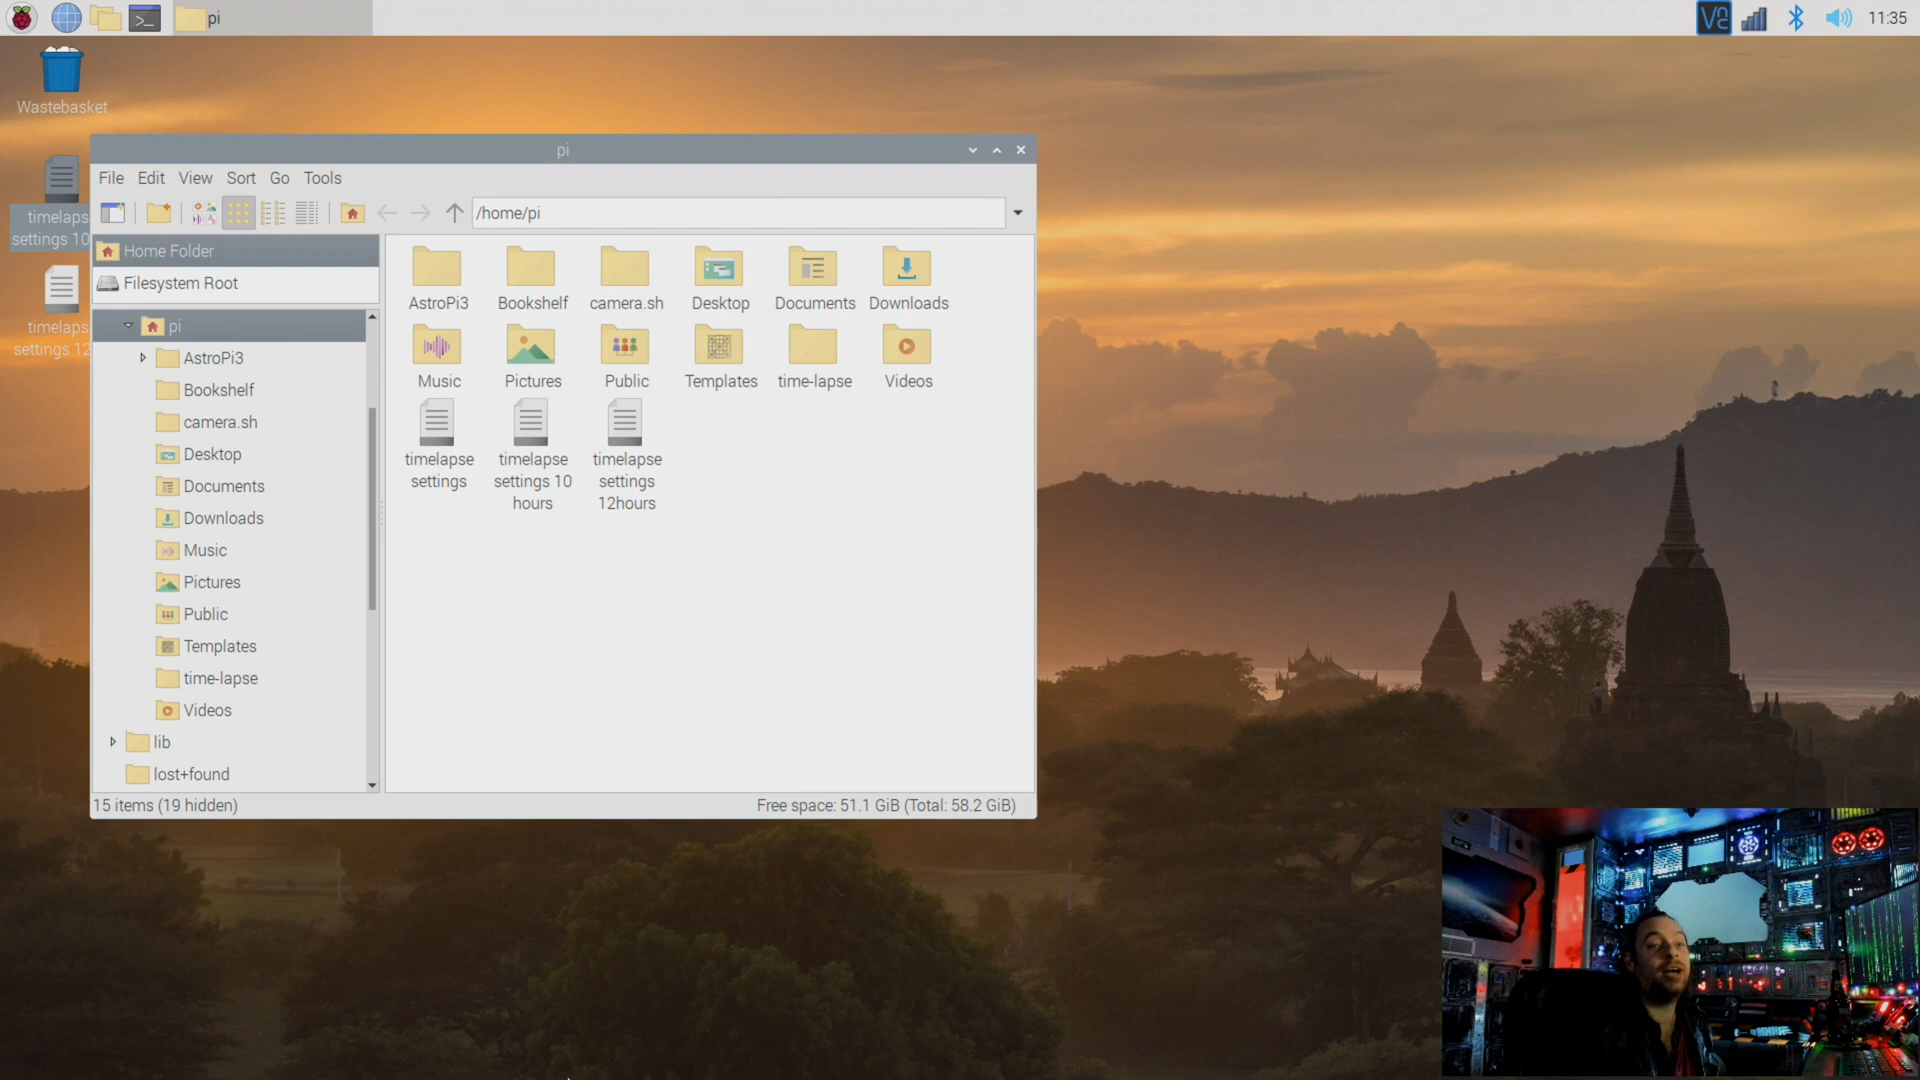 pi
11:35
Wastebasket
timelaps
settings 10
timelaps
settings 12
pi
File Edit View Sort Go Tools
/home/pi
Home Folder
Filesystem Root
pi
AstroPi3
Bookshelf
camera.sh
Desktop
Documents
Downloads
Music
Pictures
Public
Templates
time-lapse
Videos
lib
lost+found
AstroPi3 Bookshelf camera.sh Desktop Documents Downloads
Music Pictures Public Templates time-lapse Videos
timelapse
settings
timelapse
settings 10
hours
timelapse
settings
12hours
15 items (19 hidden)
Free space: 51.1 GiB (Total: 58.2 GiB)